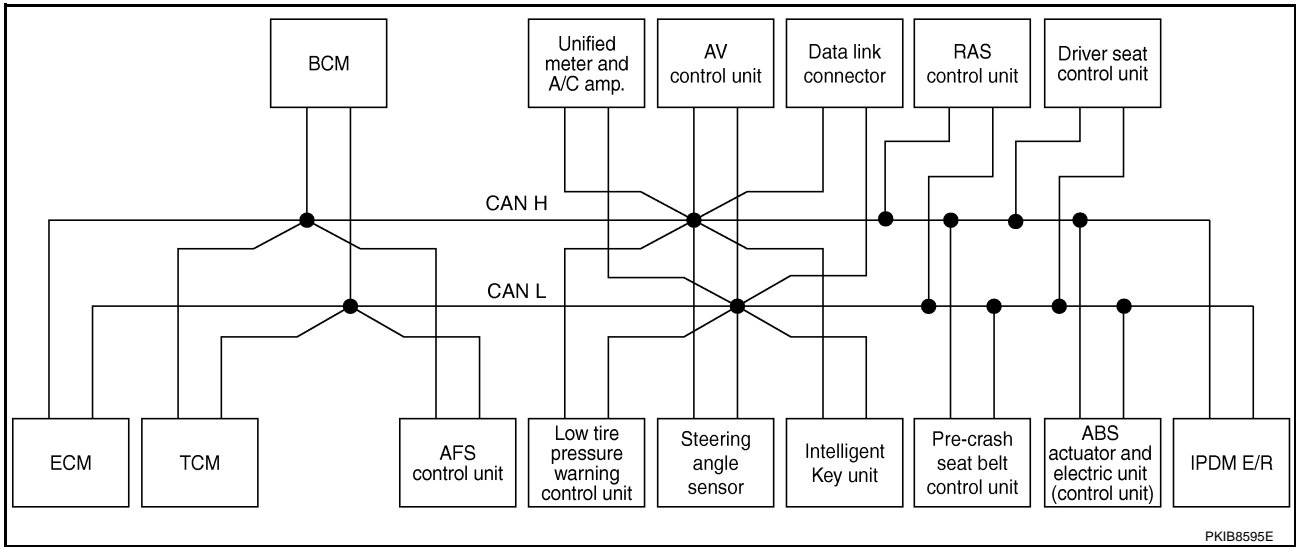 BCM
Unified
meter and
A/C amp.
AV
control unit
Data link
connector
RAS
control unit
Driver seat
control unit
CAN H
CAN L
ECM
TCM
AFS
control unit
Low tire
pressure
warning
control unit
Steering
angle
sensor
Intelligent
Key unit
Pre-crash
seat belt
control unit
ABS
actuator and
electric unit
(control unit)
IPDM E/R
PKIB8595E